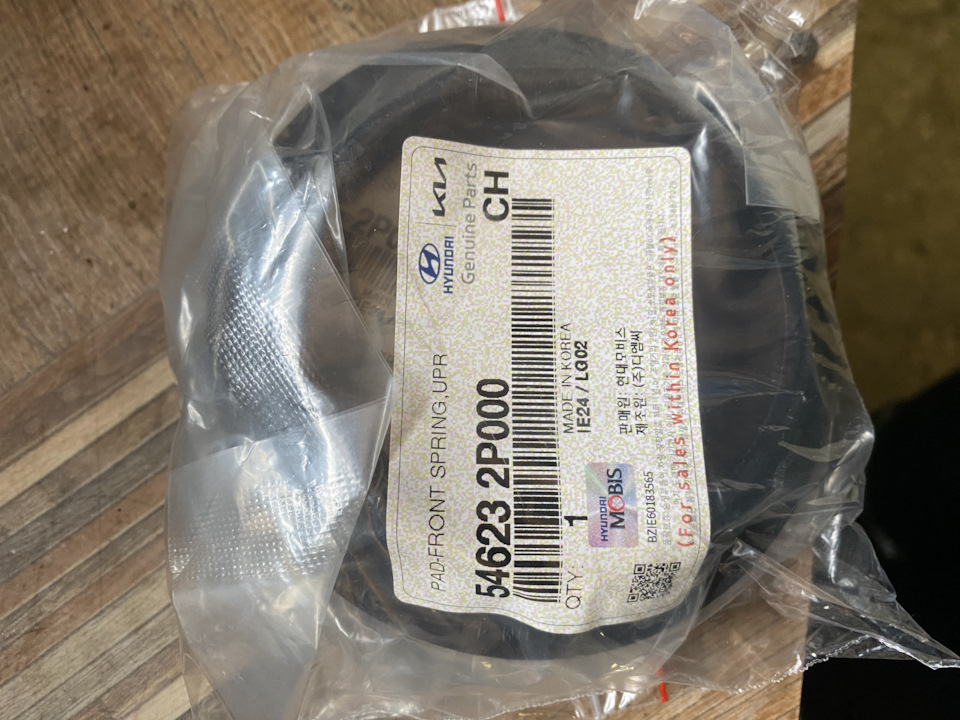 HYUNDAI KIA
Genuine Parts
PAD-FRONT SPRING,UPR
54623 2P000 CH
MADE IN KOREA
QTY: 1 IE24 / LG02
HYUNDAI
MOBIS
판매원: 현대모비스
제조원: (주)디엠씨
BZIE60183565
(For sales within Korea only)